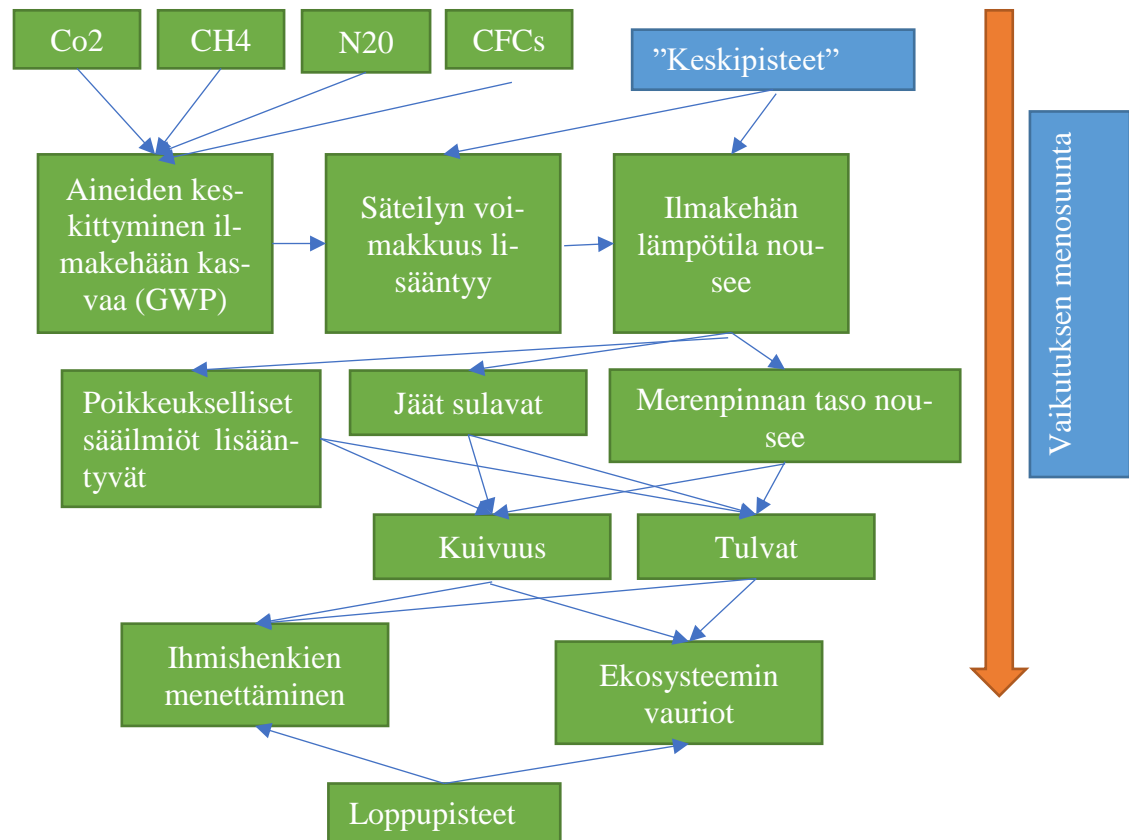 Co2
CH4
N20
CFCs
”Keskipisteet”
Aineiden kes-
kittyminen il-
makehään kas-
vaa (GWP)
Säteilyn voi-
makkuus li-
sääntyy
Ilmakehän
lämpötila nou-
see
Vaikutuksen menosuunta
Poikkeukselliset
sääilmiöt lisään-
tyvät
Jäät sulavat
Merenpinnan taso nou-
see
Kuivuus
Tulvat
Ihmishenkien
menettäminen
Ekosysteemin
vauriot
Loppupisteet